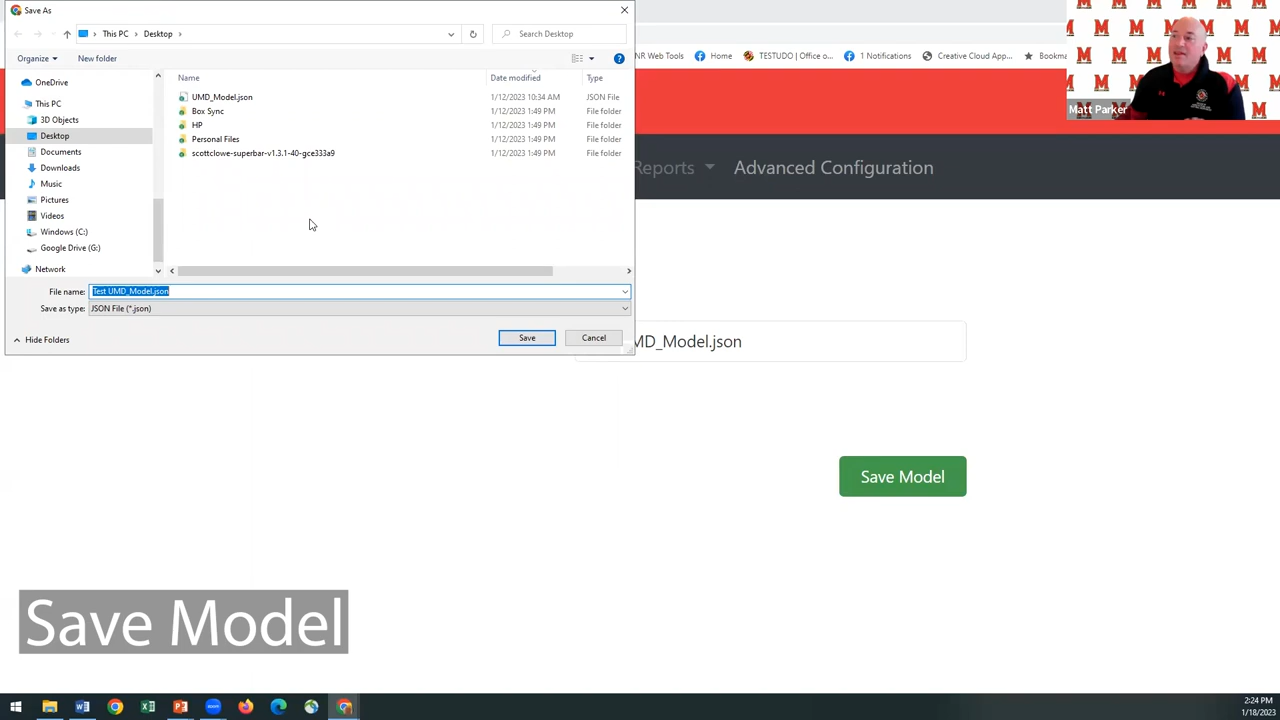 Save As
This PC
Desktop
Search Desktop
NR Web Tools
Home
TESTUDO | Office o...
1 Notifications
Creative Cloud App...
Bookma
Organize
New folder
Name
Date modified
Type
OneDrive
This PC
3D Objects
Desktop
Documents
Downloads
Music
Pictures
Videos
Windows (C:)
Google Drive (G:)
Network
UMD_Model.json 1/12/2023 10:34 AM JSON File
Box Sync 1/12/2023 1:49 PM File folder
HP 1/12/2023 1:49 PM File folder
Personal Files 1/12/2023 1:49 PM File folder
scottclowe-superbar-v1.3.1-40-gce333a9 1/12/2023 1:49 PM File folder
File name: Test UMD_Model.json
Save as type: JSON File (*.json)
Hide Folders
Save
Cancel
Matt Parker
Reports
Advanced Configuration
MD_Model.json
Save Model
Save Model
2:24 PM
1/18/2023